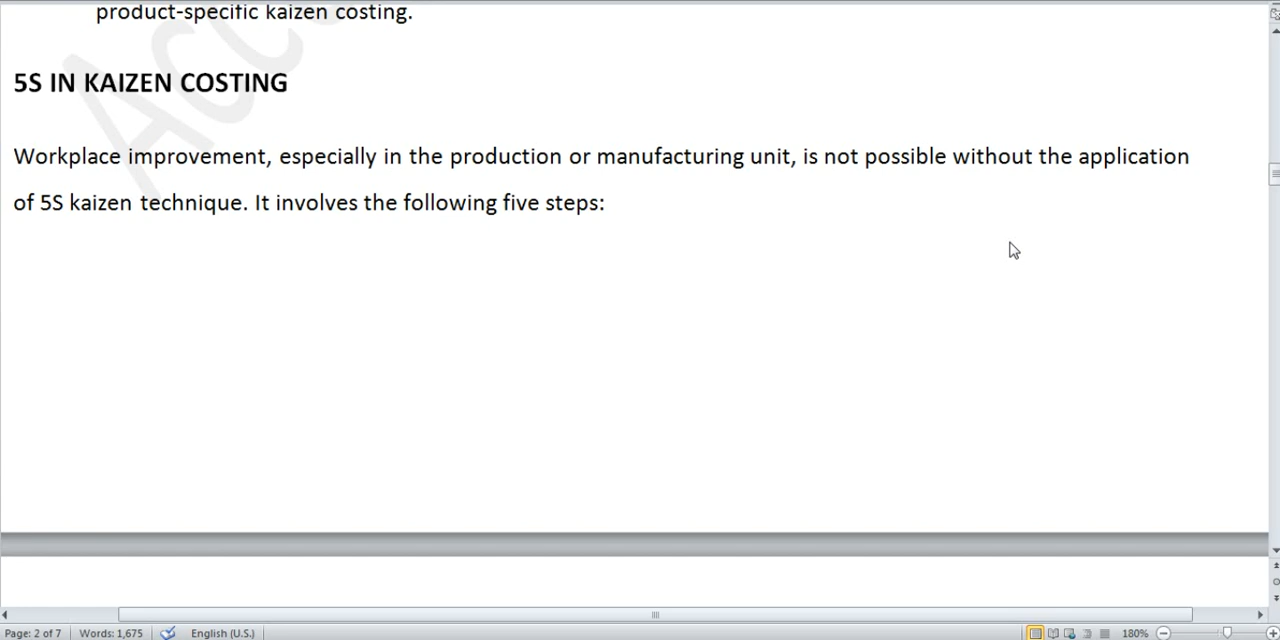 product-specific kaizen costing.
5S IN KAIZEN COSTING
Workplace improvement, especially in the production or manufacturing unit, is not possible without the application
of 5S kaizen technique. It involves the following five steps:
Page: 2 of 7 Words: 1,675 English (U.S.) 180%